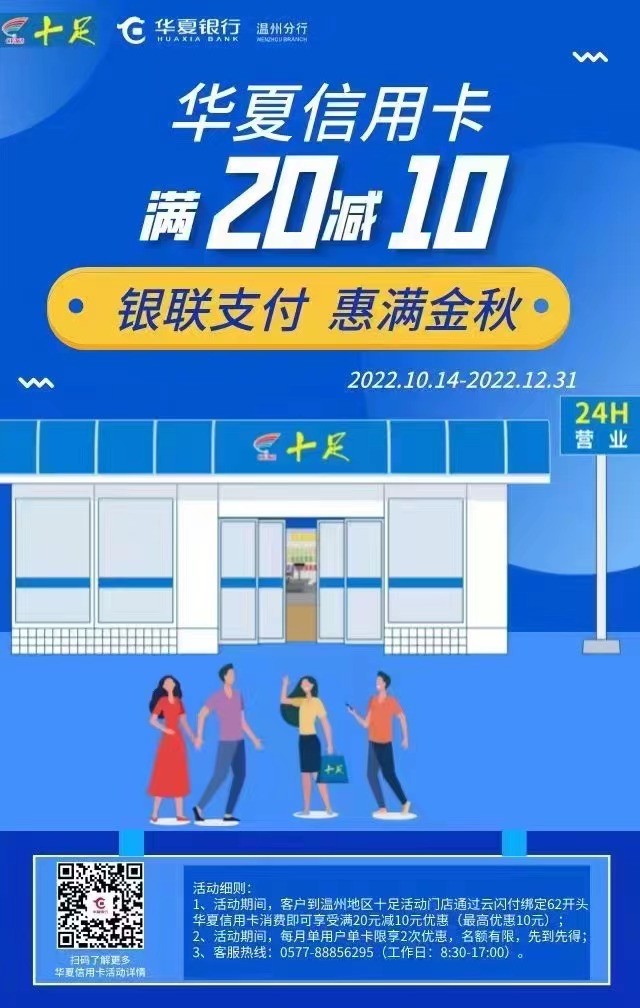 十足 华夏银行 温州分行
HUAXIA BANK WENZHOU BRANCH
华夏信用卡
满20减10
银联支付 惠满金秋
2022.10.14-2022.12.31
24H
营业
十足
十足
华夏银行
扫码了解更多
华夏信用卡活动详情
活动细则：
1、活动期间，客户到温州地区十足活动门店通过云闪付绑定62开头
华夏信用卡消费即可享受满20元减10元优惠（最高优惠10元）；
2、活动期间，每月单用户单卡限享2次优惠，名额有限，先到先得；
3、客服热线：0577-88856295（工作日：8:30-17:00）。